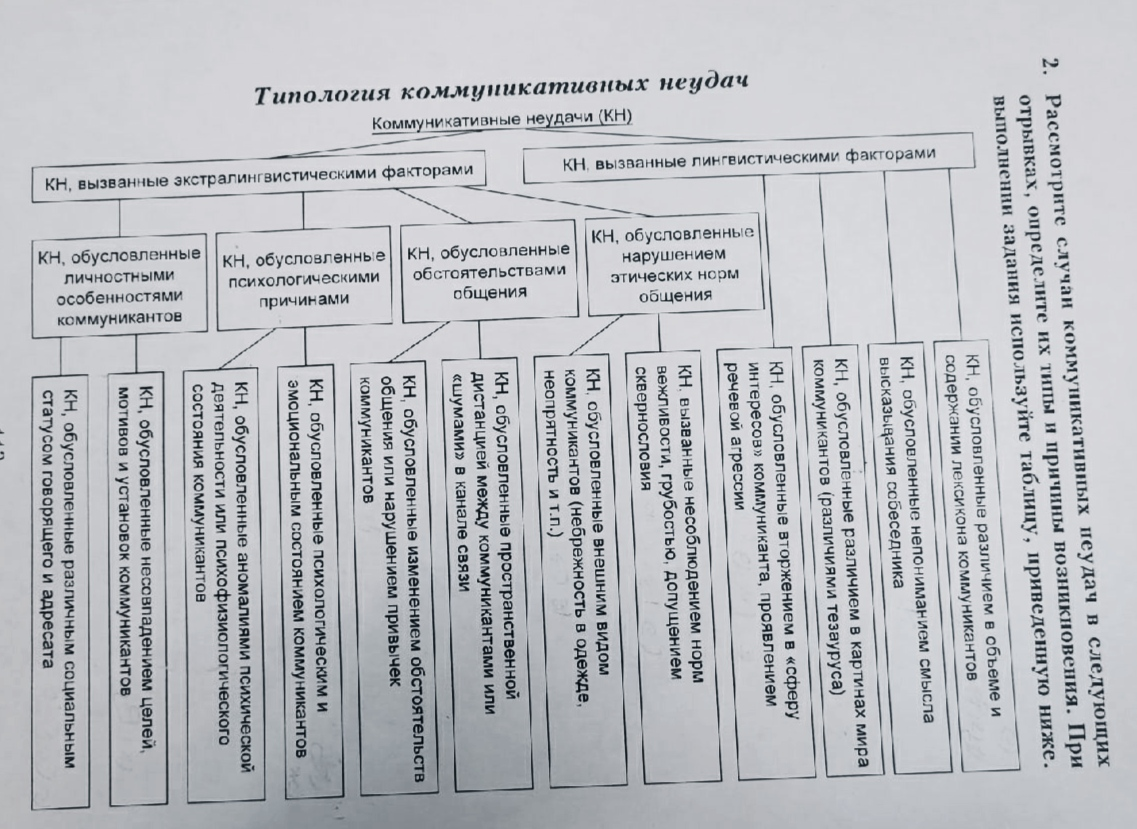 2. Рассмотрите случаи коммуникативных неудач в следующих
отрывках, определите их типы и причины возникновения. При
выполнении задания используйте таблицу, приведенную ниже.
Типология коммуникативных неудач
Коммуникативные неудачи (КН)
КН, вызванные экстралингвистическими факторами
КН, вызванные лингвистическими факторами
КН, обусловленные
личностными
особенностями
коммуникантов
КН, обусловленные
психологическими
причинами
КН, обусловленные
обстоятельствами
общения
КН, обусловленные
нарушением
этических норм
общения
КН, обусловленные различным социальным
статусом говорящего и адресата
КН, обусловленные несовпадением целей,
мотивов и установок коммуникантов
КН, обусловленные аномалиями психической
деятельности или психофизиологического
состояния коммуникантов
КН, обусловленные психологическим и
эмоциональным состоянием коммуникантов
КН, обусловленные изменением обстоятельств
общения или нарушением привычек
коммуникантов
КН, обусловленные пространственной
дистанцией между коммуникантами или
«шумами» в канале связи
КН, обусловленные внешним видом
коммуникантов (небрежность в одежде,
неопрятность и т.п.)
КН, вызванные несоблюдением норм
вежливости, грубостью, допущением
сквернословия
КН, обусловленные вторжением в «сферу
интересов» коммуниканта, проявлением
речевой агрессии
КН, обусловленные различием в картинах мира
коммуникантов (различиями тезауруса)
КН, обусловленные непониманием смысла
высказывания собеседника
КН, обусловленные различием в объеме и
содержании лексикона коммуникантов